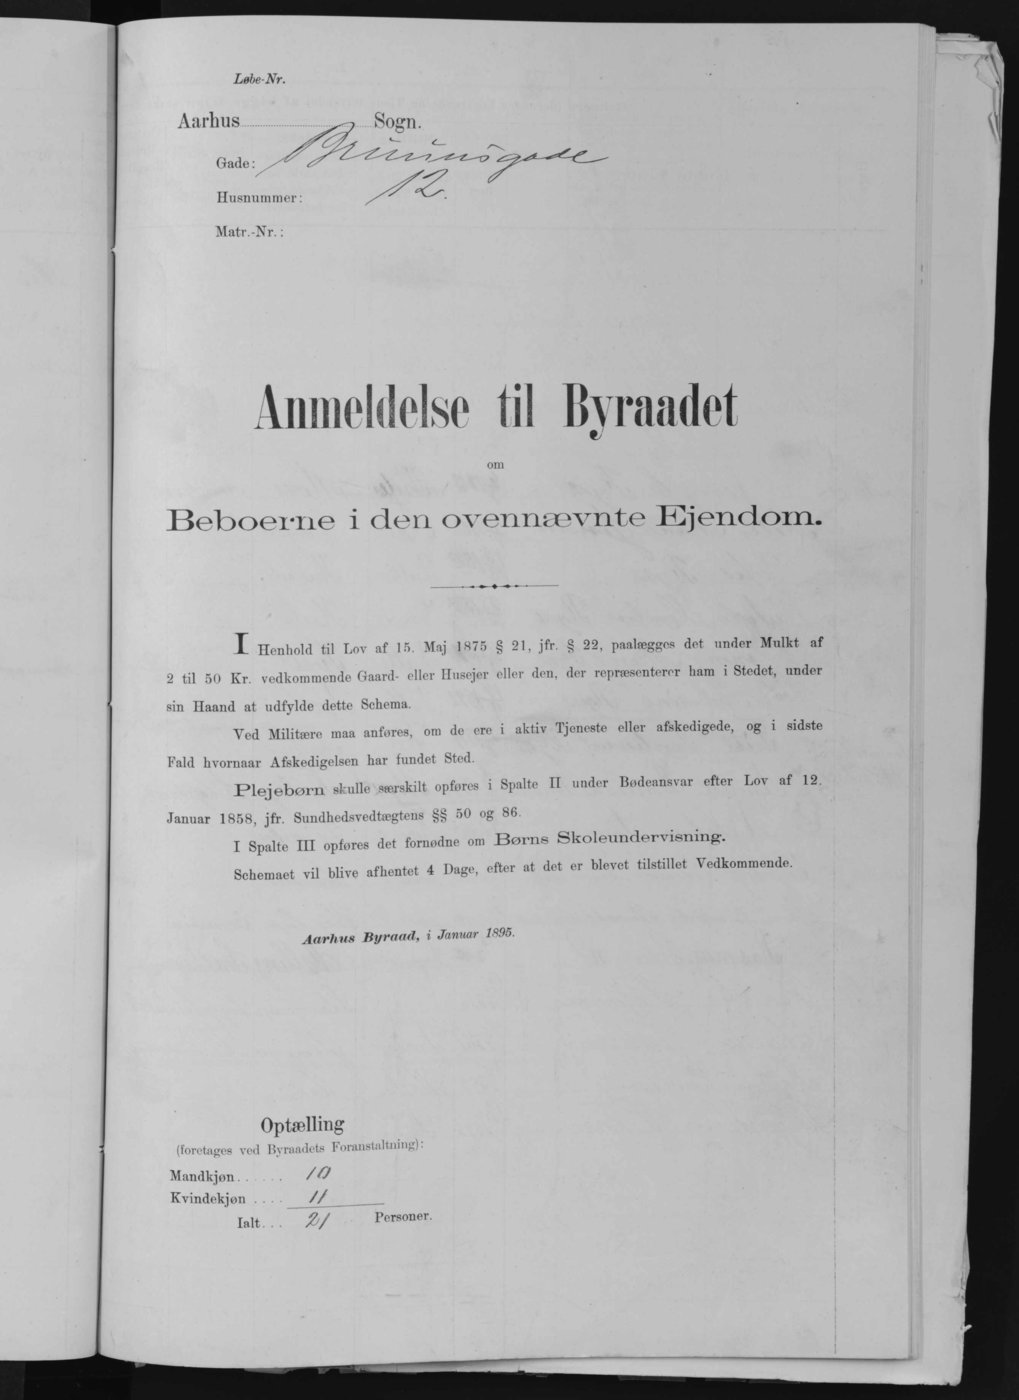 Løbe-Nr.
Aarhus Sogn.
Gade: Bruunsgade
Husnummer: 12.
Matr.-Nr.:
Anmeldelse til Byraadet
om
Beboerne i den ovennævnte Ejendom.
I Henhold til Lov af 15. Maj 1875 § 21, jfr. § 22, paalægges det under Mulkt af
2 til 50 Kr. vedkommende Gaard- eller Husejer eller den, der repræsenterer ham i Stedet, under
sin Haand at udfylde dette Schema.
Ved Militære maa anføres, om de ere i aktiv Tjeneste eller afskedigede, og i sidste
Fald hvornaar Afskedigelsen har fundet Sted.
Plejebørn skulle særskilt opføres i Spalte II under Bødeansvar efter Lov af 12.
Januar 1858, jfr. Sundhedsvedtægtens §§ 50 og 86.
I Spalte III opføres det fornødne om Børns Skoleundervisning.
Schemaet vil blive afhentet 4 Dage, efter at det er blevet tilstillet Vedkommende.
Aarhus Byraad, i Januar 1895.
Optælling
(foretages ved Byraadets Foranstaltning):
Mandkjøn...... 10
Kvindekjøn .... 11
Ialt... 21 Personer.